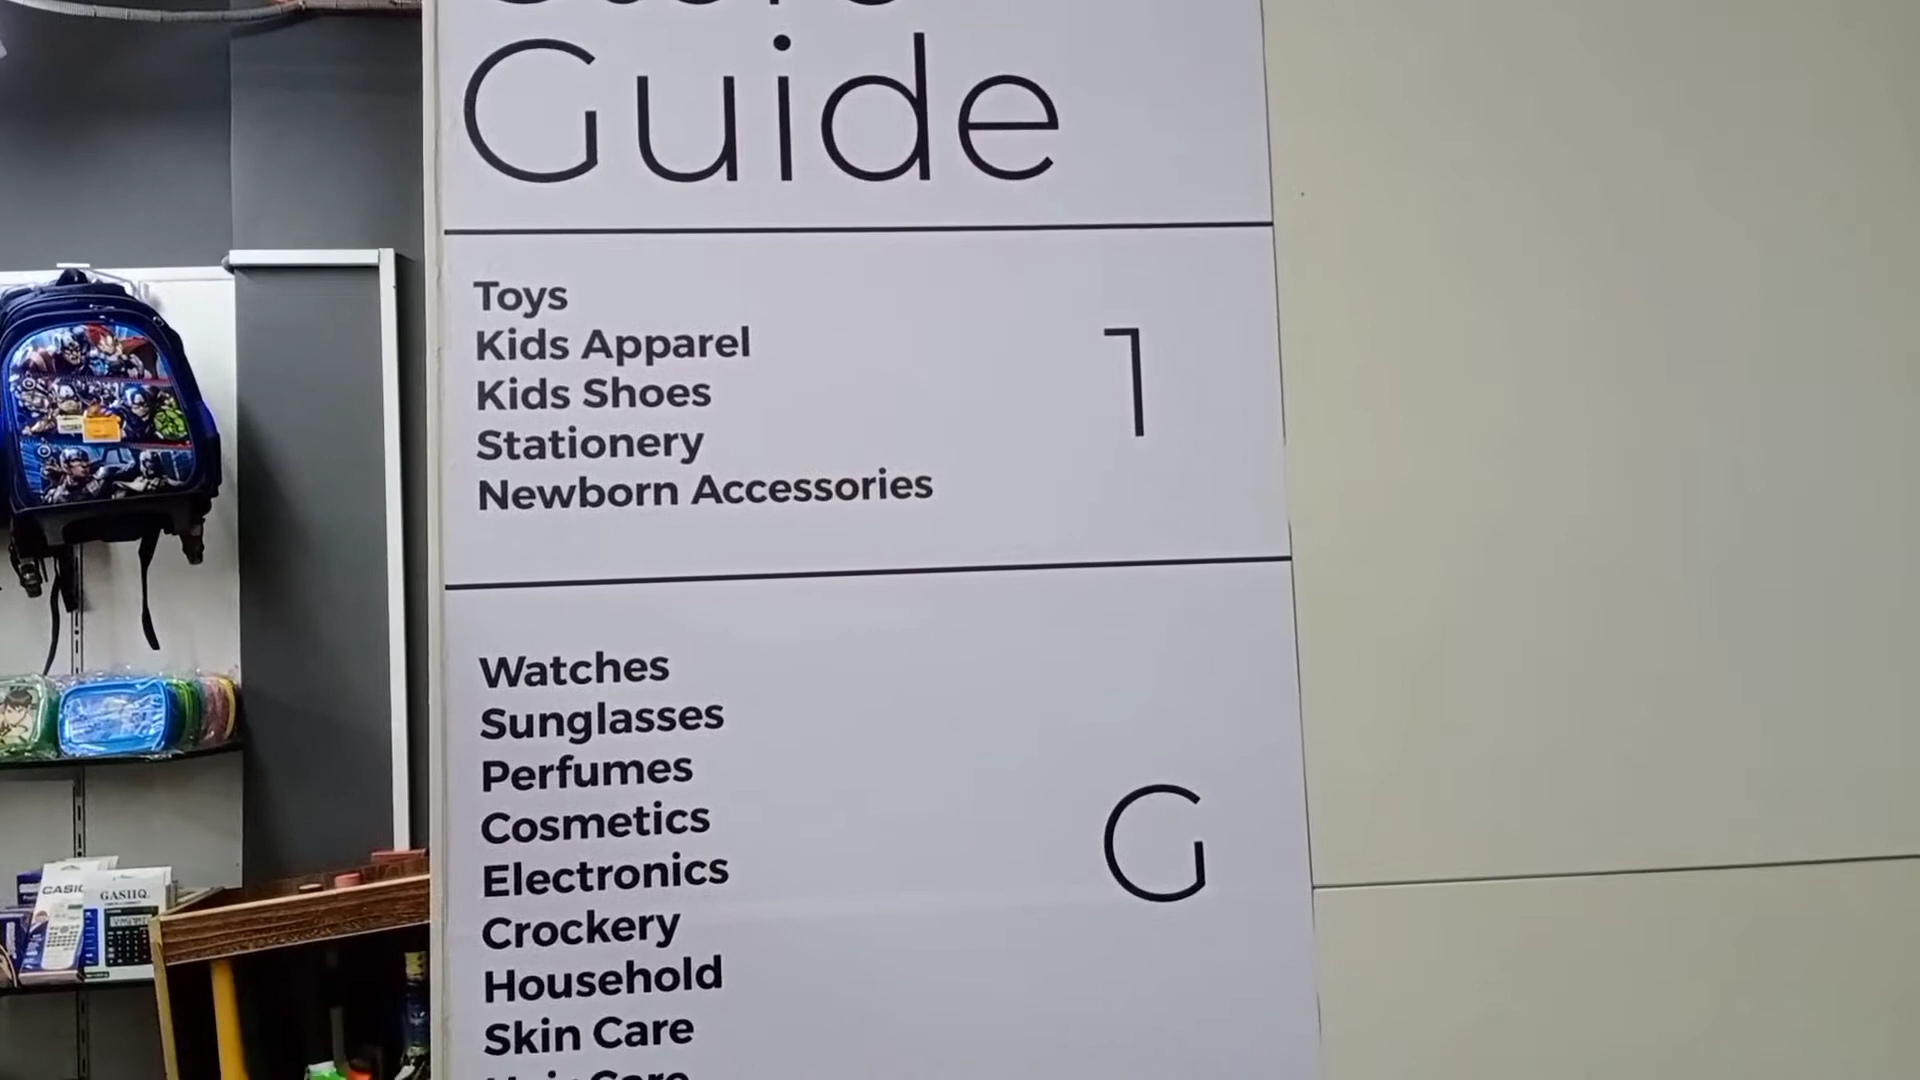 Guide
Toys
Kids Apparel
Kids Shoes
Stationery
Newborn Accessories
1
Watches
Sunglasses
Perfumes
Cosmetics
Electronics
Crockery
Household
Skin Care
G
CASIO
GASIIQ